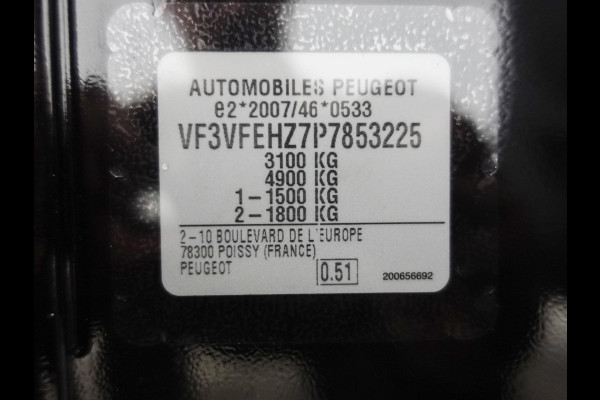 AUTOMOBILES PEUGEOT
e2*2007/46*0533
VF3VFEHZ7P7853225
3100 KG
4900 KG
1-1500 KG
2-1800 KG
2-10 BOULEVARD DE L'EUROPE
78300 POISSY (FRANCE)
PEUGEOT 0.51 200656692